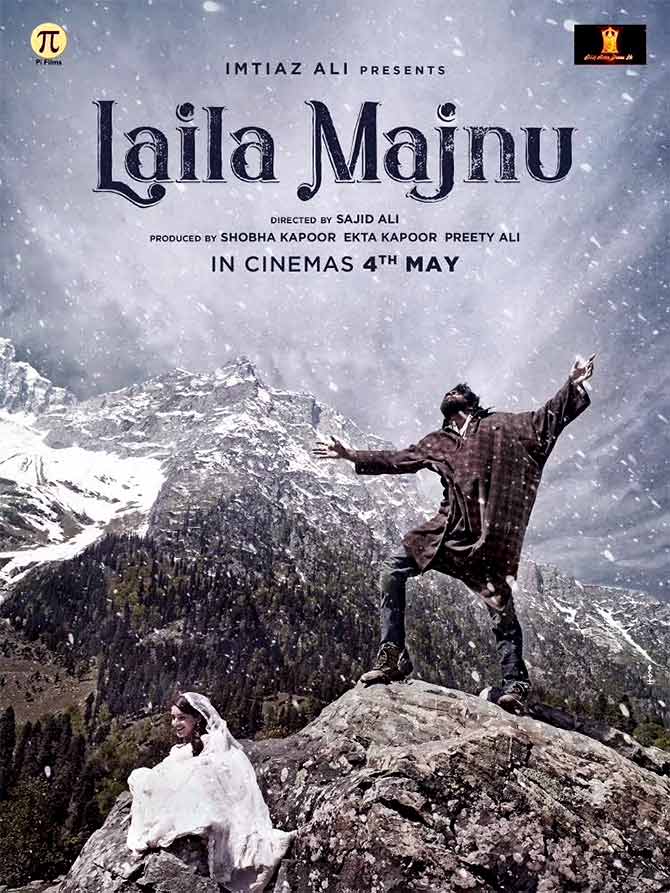 π
Pi Films
IMTIAZ ALI PRESENTS
Laila Majnu
DIRECTED BY SAJID ALI
PRODUCED BY SHOBHA KAPOOR EKTA KAPOOR PREETY ALI
IN CINEMAS 4TH MAY